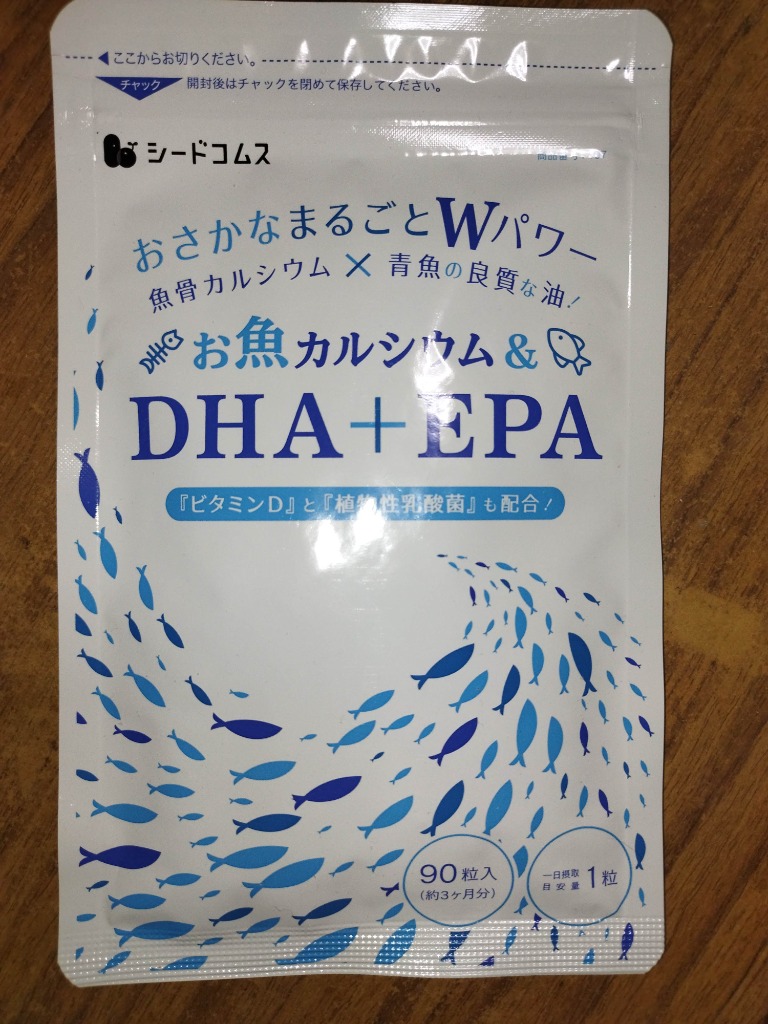 ここからお切りください。
チャック 開封後はチャックを閉めて保存してください。
シードコムス
おさかなまるごとWパワー
魚骨カルシウム×青魚の良質な油!
お魚カルシウム&
DHA+EPA
『ビタミンD』と『植物性乳酸菌』も配合!
90粒入
(約3ヶ月分)
一日摂取
目安量 1粒